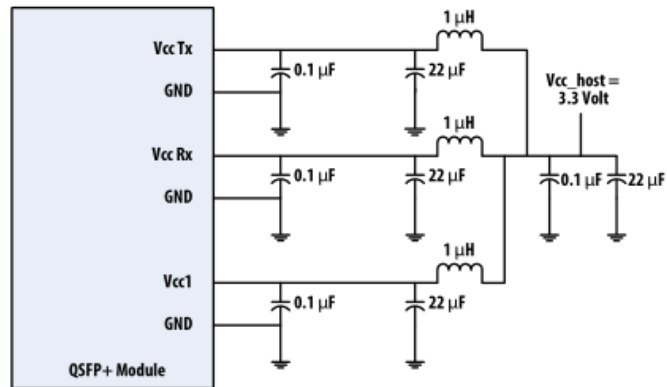 1 μH
Vcc Tx
0.1 μF
22 μF
GND
Vcc_host =
3.3 Volt
1 μH
Vcc Rx
0.1 μF
22 μF
0.1 μF
22 μF
GND
1 μH
Vcc1
0.1 μF
22 μF
GND
QSFP+ Module